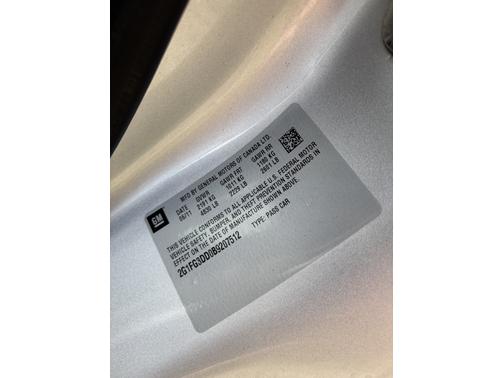 GM
MFD BY GENERAL MOTORS OF CANADA LTD.
DATE GVWR GAWR FRT GAWR RR
06/11 2191 KG 1011 KG 1180 KG
4830 LB 2229 LB 2601 LB
THIS VEHICLE CONFORMS TO ALL APPLICABLE U.S. FEDERAL MOTOR
VEHICLE SAFETY, BUMPER, AND THEFT PREVENTION STANDARDS IN
EFFECT ON THE DATE OF MANUFACTURE SHOWN ABOVE.
2G1FG3DD0B9207512 TYPE: PASS CAR